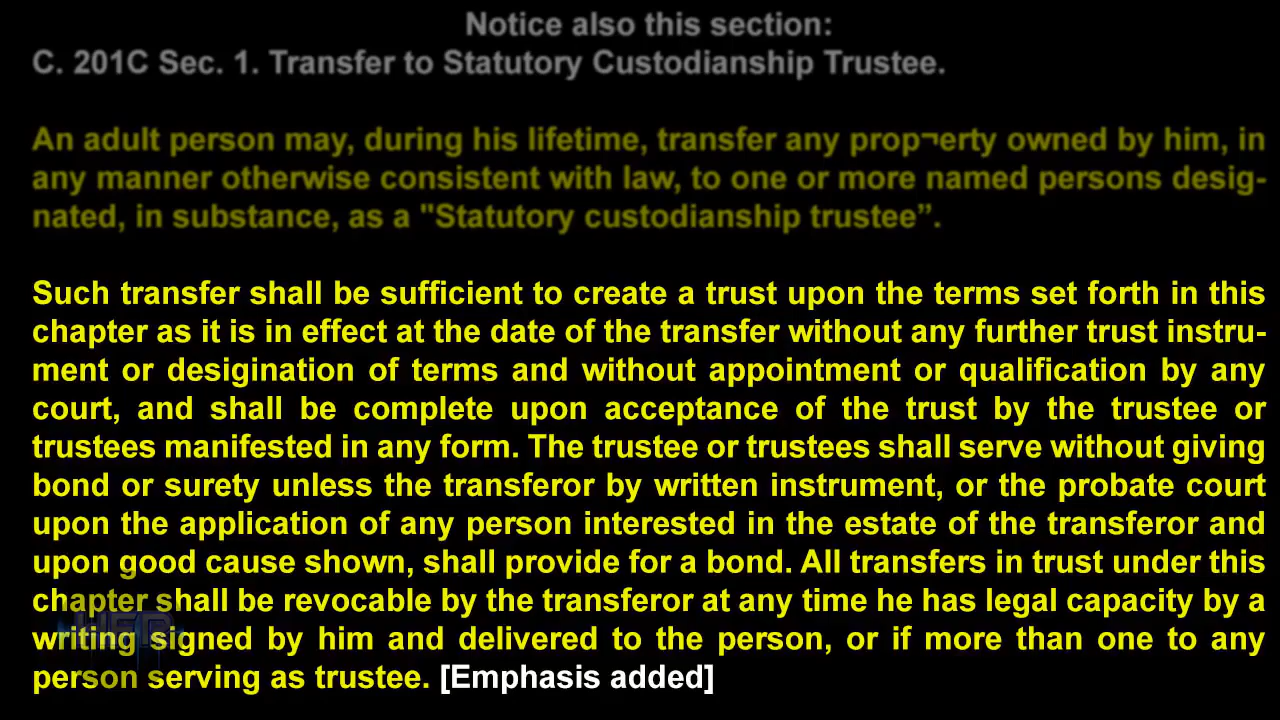 Notice also this section:
C. 201C Sec. 1. Transfer to Statutory Custodianship Trustee.
An adult person may, during his lifetime, transfer any prop¬erty owned by him, in
any manner otherwise consistent with law, to one or more named persons desig-
nated, in substance, as a "Statutory custodianship trustee”.
Such transfer shall be sufficient to create a trust upon the terms set forth in this
chapter as it is in effect at the date of the transfer without any further trust instru-
ment or desigination of terms and without appointment or qualification by any
court, and shall be complete upon acceptance of the trust by the trustee or
trustees manifested in any form. The trustee or trustees shall serve without giving
bond or surety unless the transferor by written instrument, or the probate court
upon the application of any person interested in the estate of the transferor and
upon good cause shown, shall provide for a bond. All transfers in trust under this
chapter shall be revocable by the transferor at any time he has legal capacity by a
writing signed by him and delivered to the person, or if more than one to any
person serving as trustee. [Emphasis added]